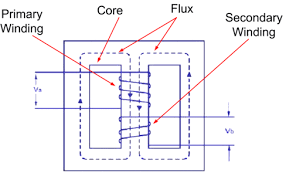 Primary
Winding
Core
Flux
Secondary
Winding
Va
Vb